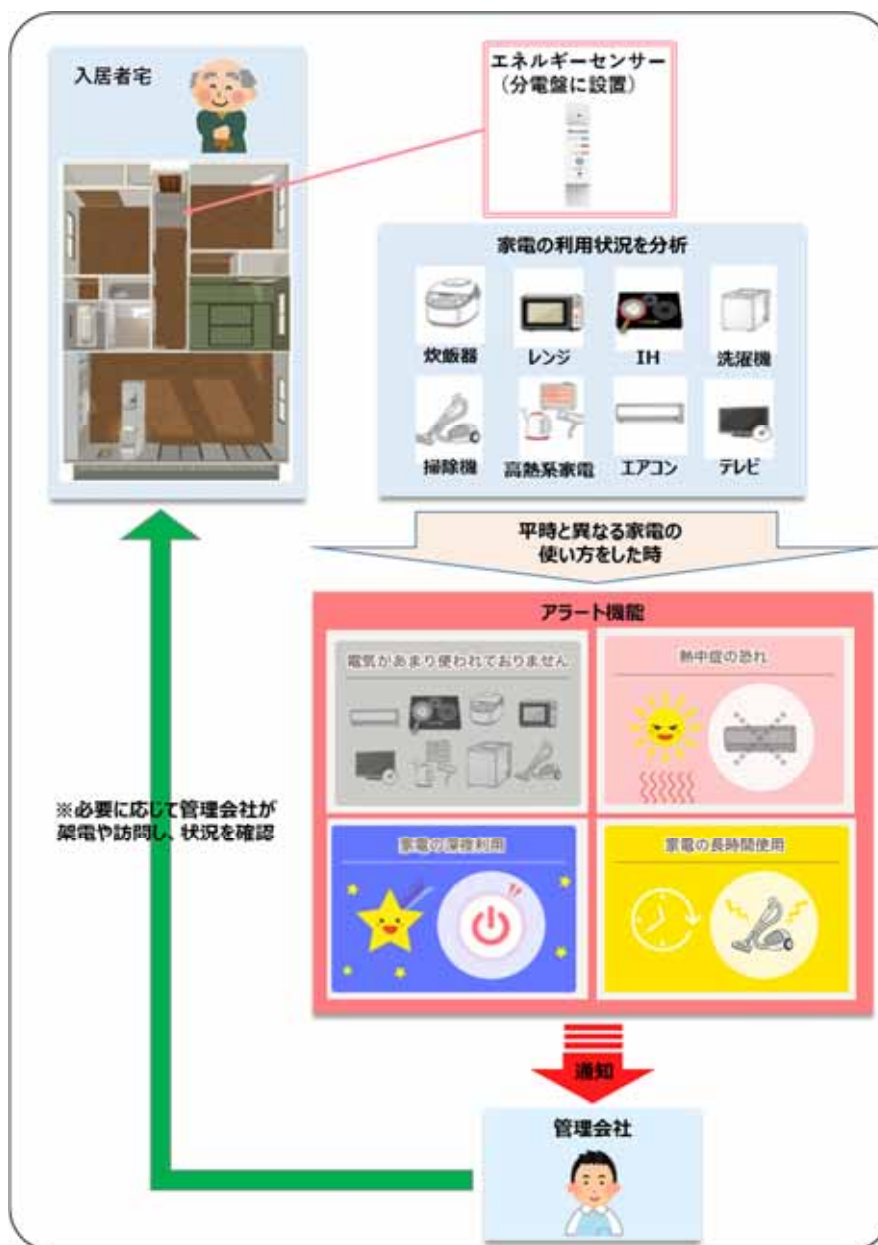 入居者宅
エネルギーセンサー
（分電盤に設置）
家電の利用状況を分析
炊飯器
レンジ
IH
洗濯機
掃除機
高熱系家電
エアコン
テレビ
平時と異なる家電の
使い方をした時
アラート機能
電気があまり使われておりません
熱中症の恐れ
家電の深夜利用
家電の長時間使用
※必要に応じて管理会社が
架電や訪問し、状況を確認
通知
管理会社